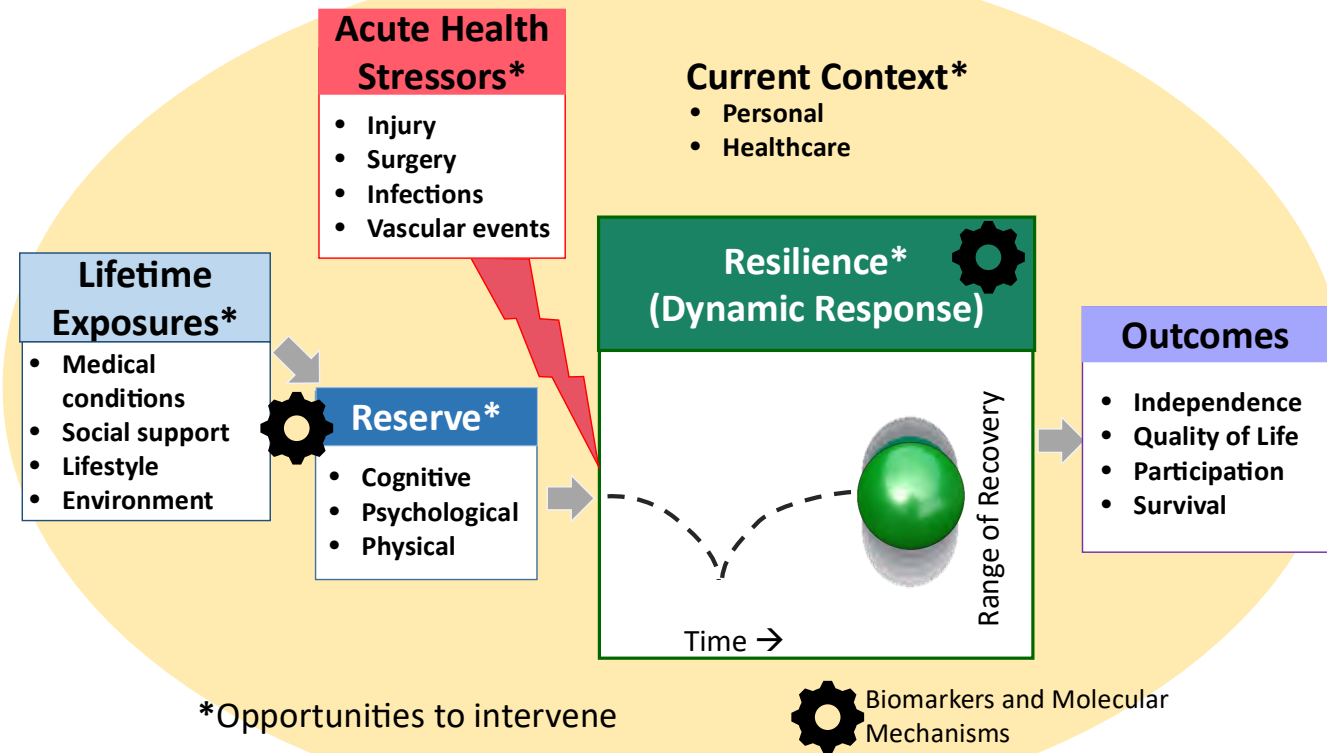 Acute Health
Stressors*
• Injury
• Surgery
• Infections
• Vascular events
Current Context*
• Personal
• Healthcare
Lifetime
Exposures*
• Medical
conditions
• Social support
• Lifestyle
• Environment
Reserve*
• Cognitive
• Psychological
• Physical
Resilience*
(Dynamic Response)
Range of Recovery
Time →
Outcomes
• Independence
• Quality of Life
• Participation
• Survival
*Opportunities to intervene
Biomarkers and Molecular
Mechanisms